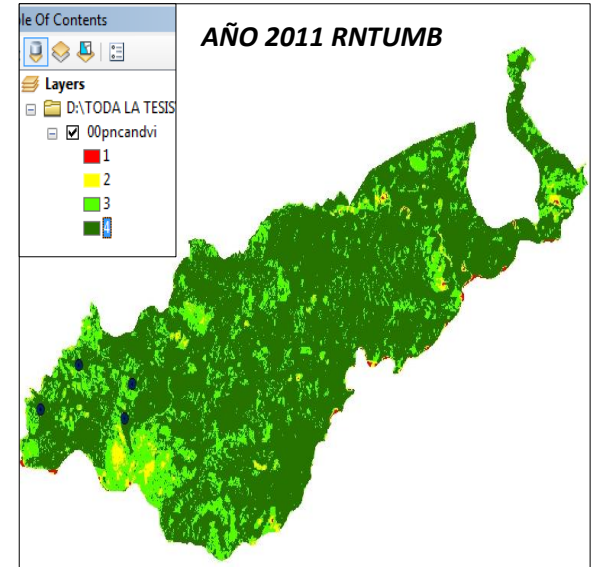 le Of Contents
AÑO 2011 RNTUMB
Layers
D:\TODA LA TESIS
00pncandvi
1
2
3
4